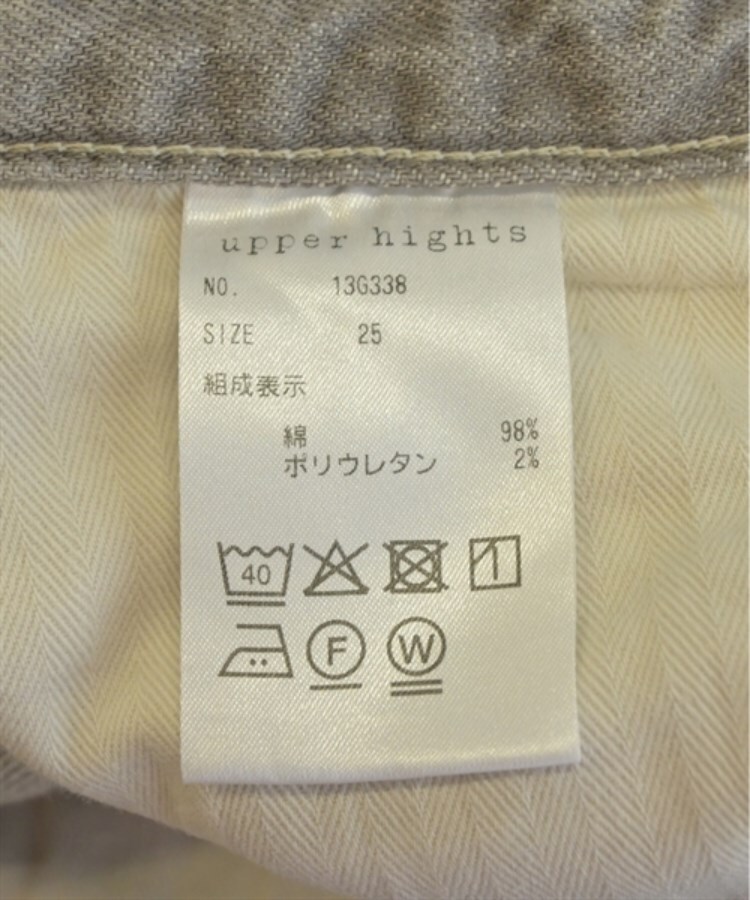 upper hights
NO. 13G338
SIZE 25
組成表示
綿 98%
ポリウレタン 2%
40
F
W